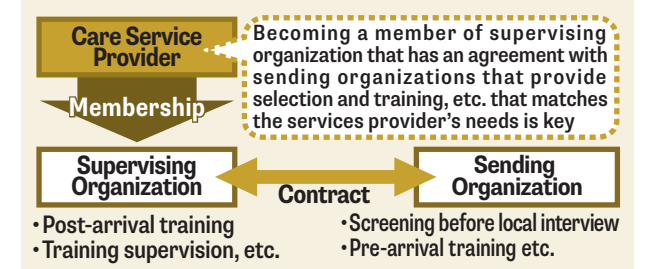 Care Service
Provider
Becoming a member of supervising
organization that has an agreement with
sending organizations that provide
selection and training, etc. that matches
the services provider's needs is key
Membership
Supervising
Organization
Contract
Sending
Organization
・Post-arrival training
・Training supervision, etc.
・Screening before local interview
・Pre-arrival training etc.